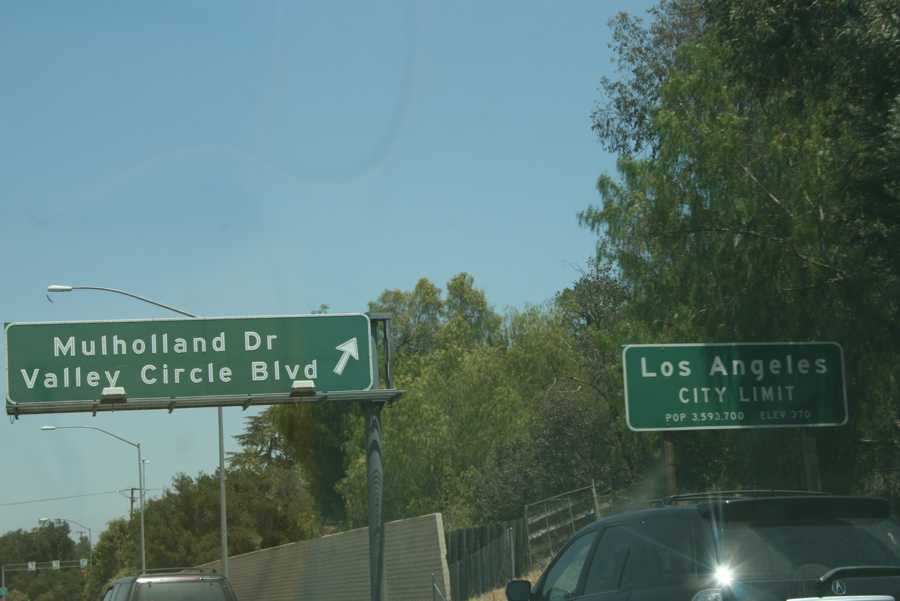 Mulholland Dr
Valley Circle Blvd
Los Angeles
CITY LIMIT
POP 3,593,700 ELEV 370